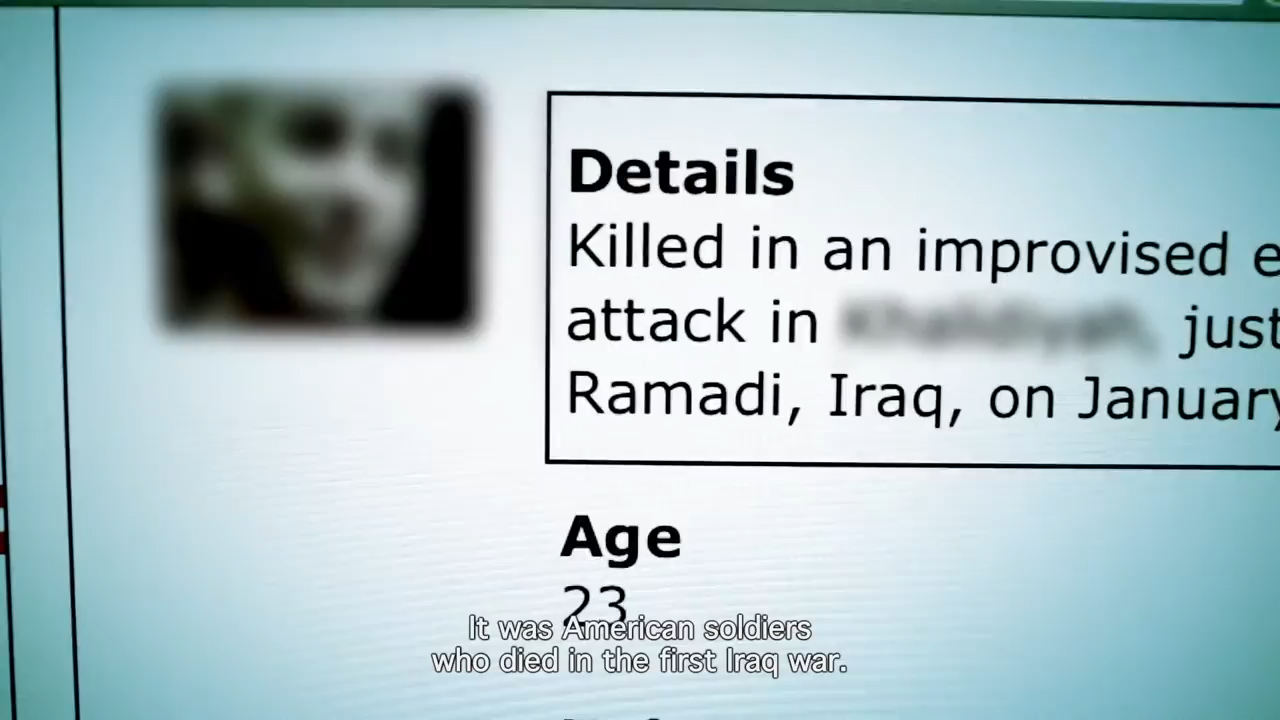 Details
Killed in an improvised e
attack in just
Ramadi, Iraq, on January
Age
23
It was American soldiers
who died in the first Iraq war.